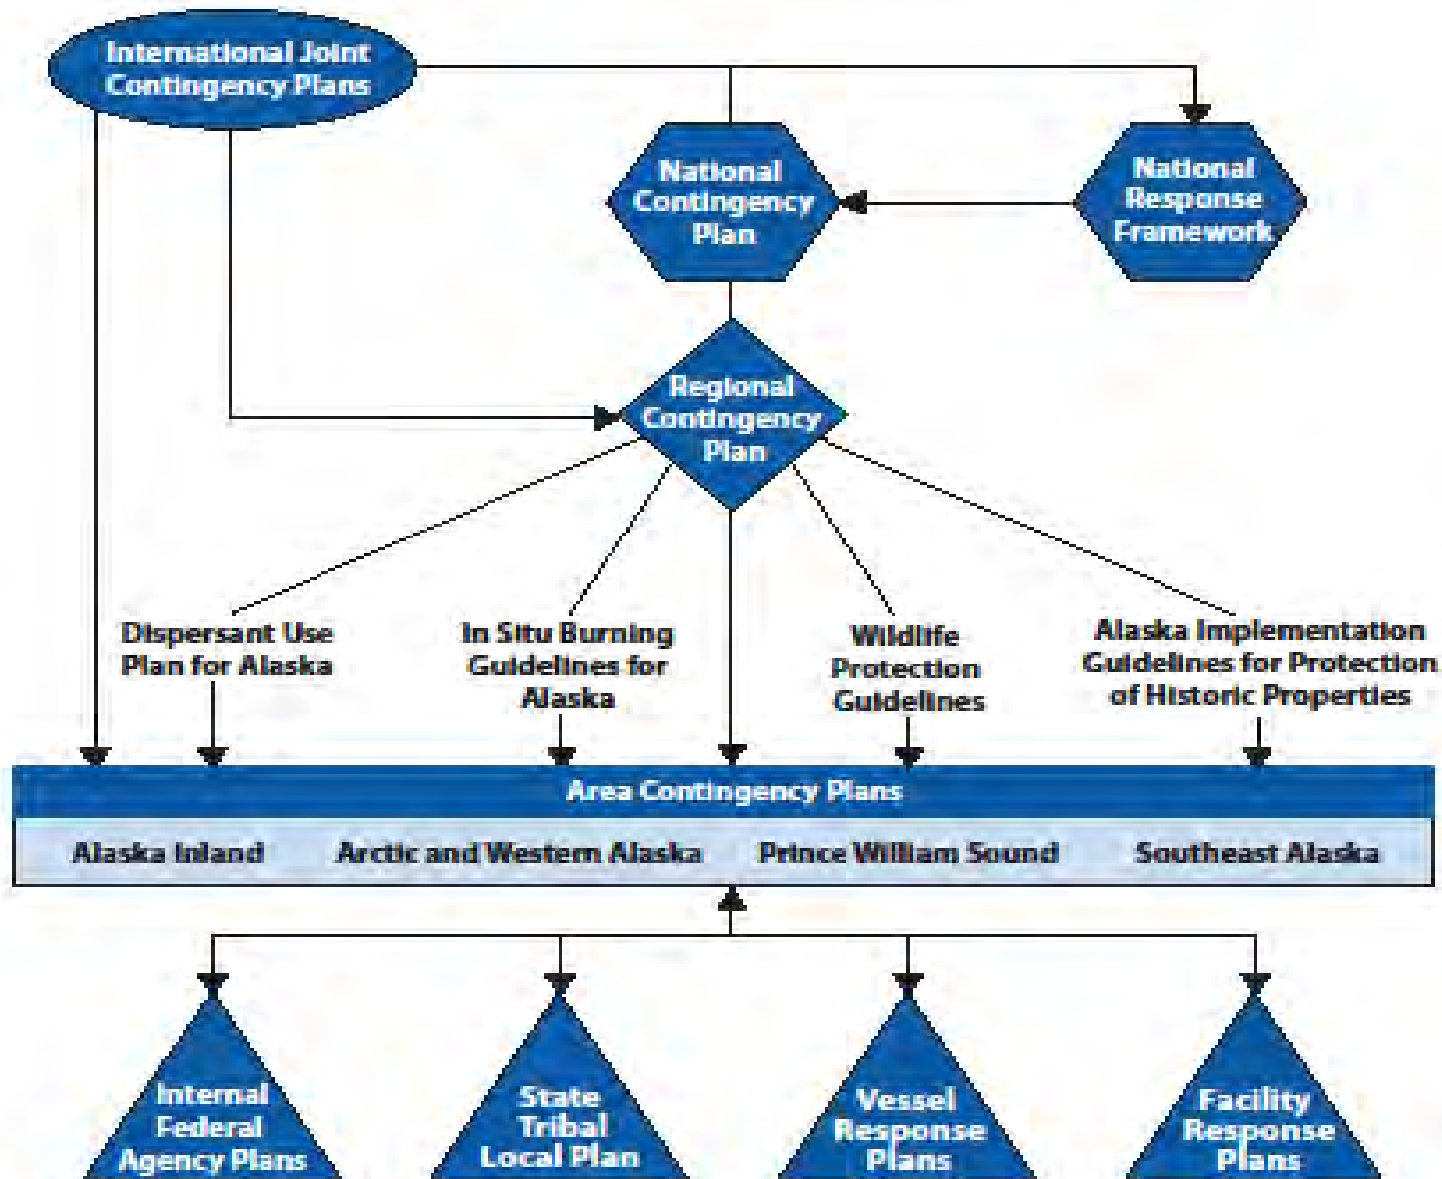 International Joint
Contingency Plans
National
Contingency
Plan
National
Response
Framework
Regional
Contingency
Plan
Dispersant Use
Plan for Alaska
In Situ Burning
Guidelines for
Alaska
Wildlife
Protection
Guidelines
Alaska Implementation
Guidelines for Protection
of Historic Properties
Area Contingency Plans
Alaska Inland
Arctic and Western Alaska
Prince William Sound
Southeast Alaska
Internal
Federal
Agency Plans
State
Tribal
Local Plan
Vessel
Response
Plans
Facility
Response
Plans